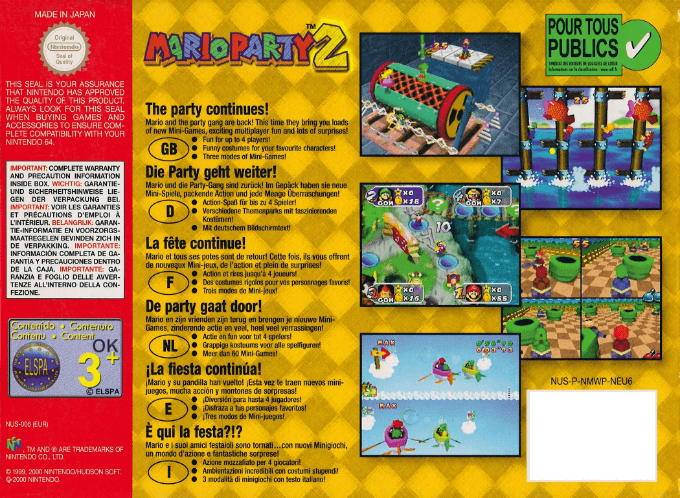 MADE IN JAPAN
Original
Nintendo
Seal of
Quality
THIS SEAL IS YOUR ASSURANCE
THAT NINTENDO HAS APPROVED
THE QUALITY OF THIS PRODUCT.
ALWAYS LOOK FOR THIS SEAL
WHEN BUYING GAMES AND
ACCESSORIES TO ENSURE COM-
PLETE COMPATIBILITY WITH YOUR
NINTENDO 64.
IMPORTANT: COMPLETE WARRANTY
AND PRECAUTION INFORMATION
INSIDE BOX. WICHTIG: GARANTIE-
UND SICHERHEITSHINWEISE LIE-
GEN DER VERPACKUNG BEI.
IMPORTANT: VOIR LES GARANTIES
ET PRÉCAUTIONS D'EMPLOI À
L'INTÉRIEUR. BELANGRIJK: GARAN-
TIE-INFORMATIE EN VOORZORGS-
MAATREGELEN BEVINDEN ZICH IN
DE VERPAKKING. IMPORTANTE:
INFORMACIÓN COMPLETA DE GA-
RANTIA Y PRECAUCIONES DENTRO
DE LA CAJA. IMPORTANTE: GA-
RANZIA E FOGLIO DELLE AVVER-
TENZE ALL'INTERNO DELLA CON-
FEZIONE.
Contenido • Contenuto
Contenu • Content
ELSPA
OK
3+
© ELSPA
NUS-006 (EUR)
, TM AND ® ARE TRADEMARKS OF
NINTENDO CO., LTD.
© 1999, 2000 NINTENDO/HUDSON SOFT.
© 2000 NINTENDO.
MARIO PARTY 2
TM
The party continues!
Mario and the party gang are back! This time they bring you loads
of new Mini-Games, exciting multiplayer fun and lots of surprises!
GB
• Fun for up to 4 players!
• Funny costumes for your favourite characters!
• Three modes of Mini-Games!
Die Party geht weiter!
Mario und die Party-Gang sind zurück! Im Gepäck haben sie neue
Mini-Spiele, packende Action und jede Menge Überraschungen!
D
• Action-Spaß für bis zu 4 Spieler!
• Verschiedene Themenparks mit faszinierenden
Kostümen!
• Mit deutschem Bildschirmtext!
La fête continue!
Mario et tous ses potes sont de retour! Cette fois, ils vous offrent
de nouveaux Mini-jeux, de l'action et plein de surprises!
F
• Action et rires jusqu'à 4 joueurs!
• Des costumes rigolos pour vos personnages favoris!
• Trois modes de Mini-jeux!
De party gaat door!
Mario en zijn vrienden zijn terug en brengen je nieuwe Mini-
Games, zinderende actie en veel, heel veel verrassingen!
NL
• Actie en fun voor tot 4 spelers!
• Grappige kostuums voor alle spelfiguren!
• Meer dan 60 Mini-Games!
¡La fiesta continúa!
¡Mario y su pandilla han vuelto! ¡Esta vez te traen nuevos mini-
juegos, mucha acción y montones de sorpresas!
E
• ¡Diversión para hasta 4 jugadores!
• ¡Disfraza a tus personajes favoritos!
• ¡Tres modos de Mini-juegos!
È qui la festa?!?
Mario e i suoi amici festaioli sono tornati...con nuovi Minigiochi,
un mondo d'azione e fantastiche sorprese!
I
• Azione mozzafiato per 4 giocatori!
• Ambientazioni incredibili con costumi stupendi!
• 3 modalità di minigiochi con testo italiano!
POUR TOUS
PUBLICS
NUS-P-NMWP-NEU6